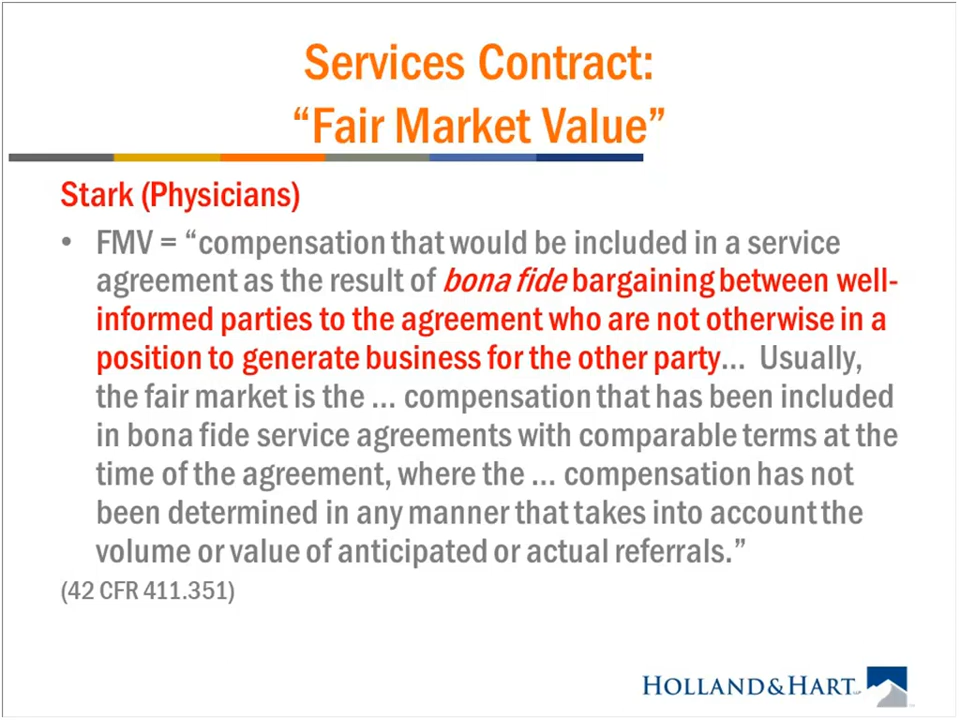 Services Contract:
“Fair Market Value”
Stark (Physicians)
• FMV = “compensation that would be included in a service
agreement as the result of bona fide bargaining between well-
informed parties to the agreement who are not otherwise in a
position to generate business for the other party... Usually,
the fair market is the ... compensation that has been included
in bona fide service agreements with comparable terms at the
time of the agreement, where the ... compensation has not
been determined in any manner that takes into account the
volume or value of anticipated or actual referrals.”
(42 CFR 411.351)
HOLLAND & HART LLP